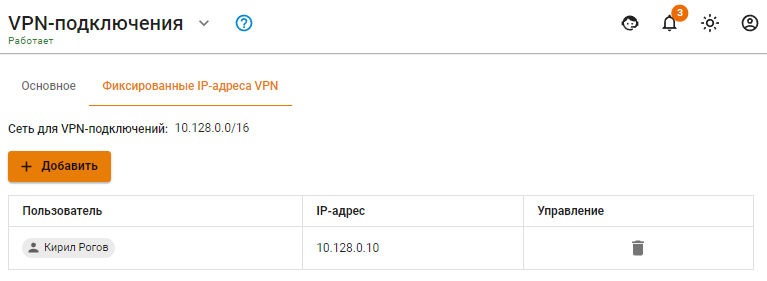 VPN-подключения
Работает
3
Основное
Фиксированные IP-адреса VPN
Сеть для VPN-подключений: 10.128.0.0/16
+ Добавить
Пользователь IP-адрес Управление
Кирил Рогов 10.128.0.10